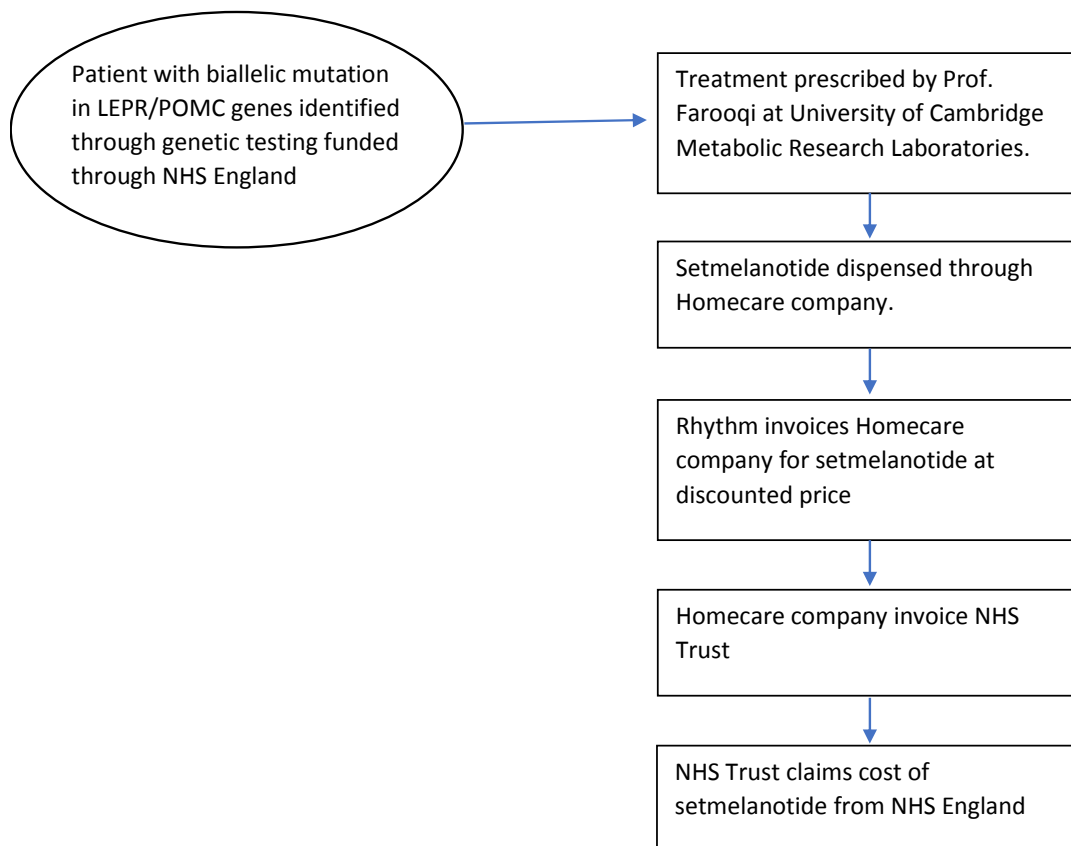 Patient with biallelic mutation
in LEPR/POMC genes identified
through genetic testing funded
through NHS England
Treatment prescribed by Prof.
Farooqi at University of Cambridge
Metabolic Research Laboratories.
Setmelanotide dispensed through
Homecare company.
Rhythm invoices Homecare
company for setmelanotide at
discounted price
Homecare company invoice NHS
Trust
NHS Trust claims cost of
setmelanotide from NHS England